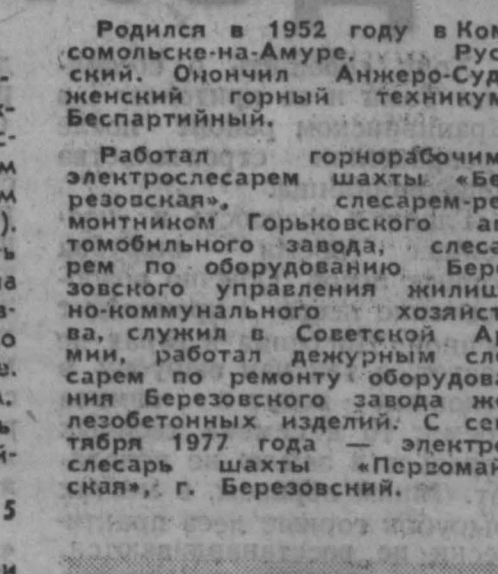 Родился в 1952 году в Ком
сомольске-на-Амуре. Рус
ский. Окончил Анжеро-Суд
женский горный техникум
Беспартийный.
Работал горнорабочим
электрослесарем шахты «Бе
резовская», слесарем-ре
монтником Горьковского ав
томобильного завода, слеса
рем по оборудованию Бере
зовского управления жилищ
но-коммунального хозяйст
ва, служил в Советской Ар
мии, работал дежурным сле
сарем по ремонту оборудова
ния Березовского завода же
лезобетонных изделий. С сен
тября 1977 года — электро
слесарь шахты «Первомай
ская», г. Березовский.
5